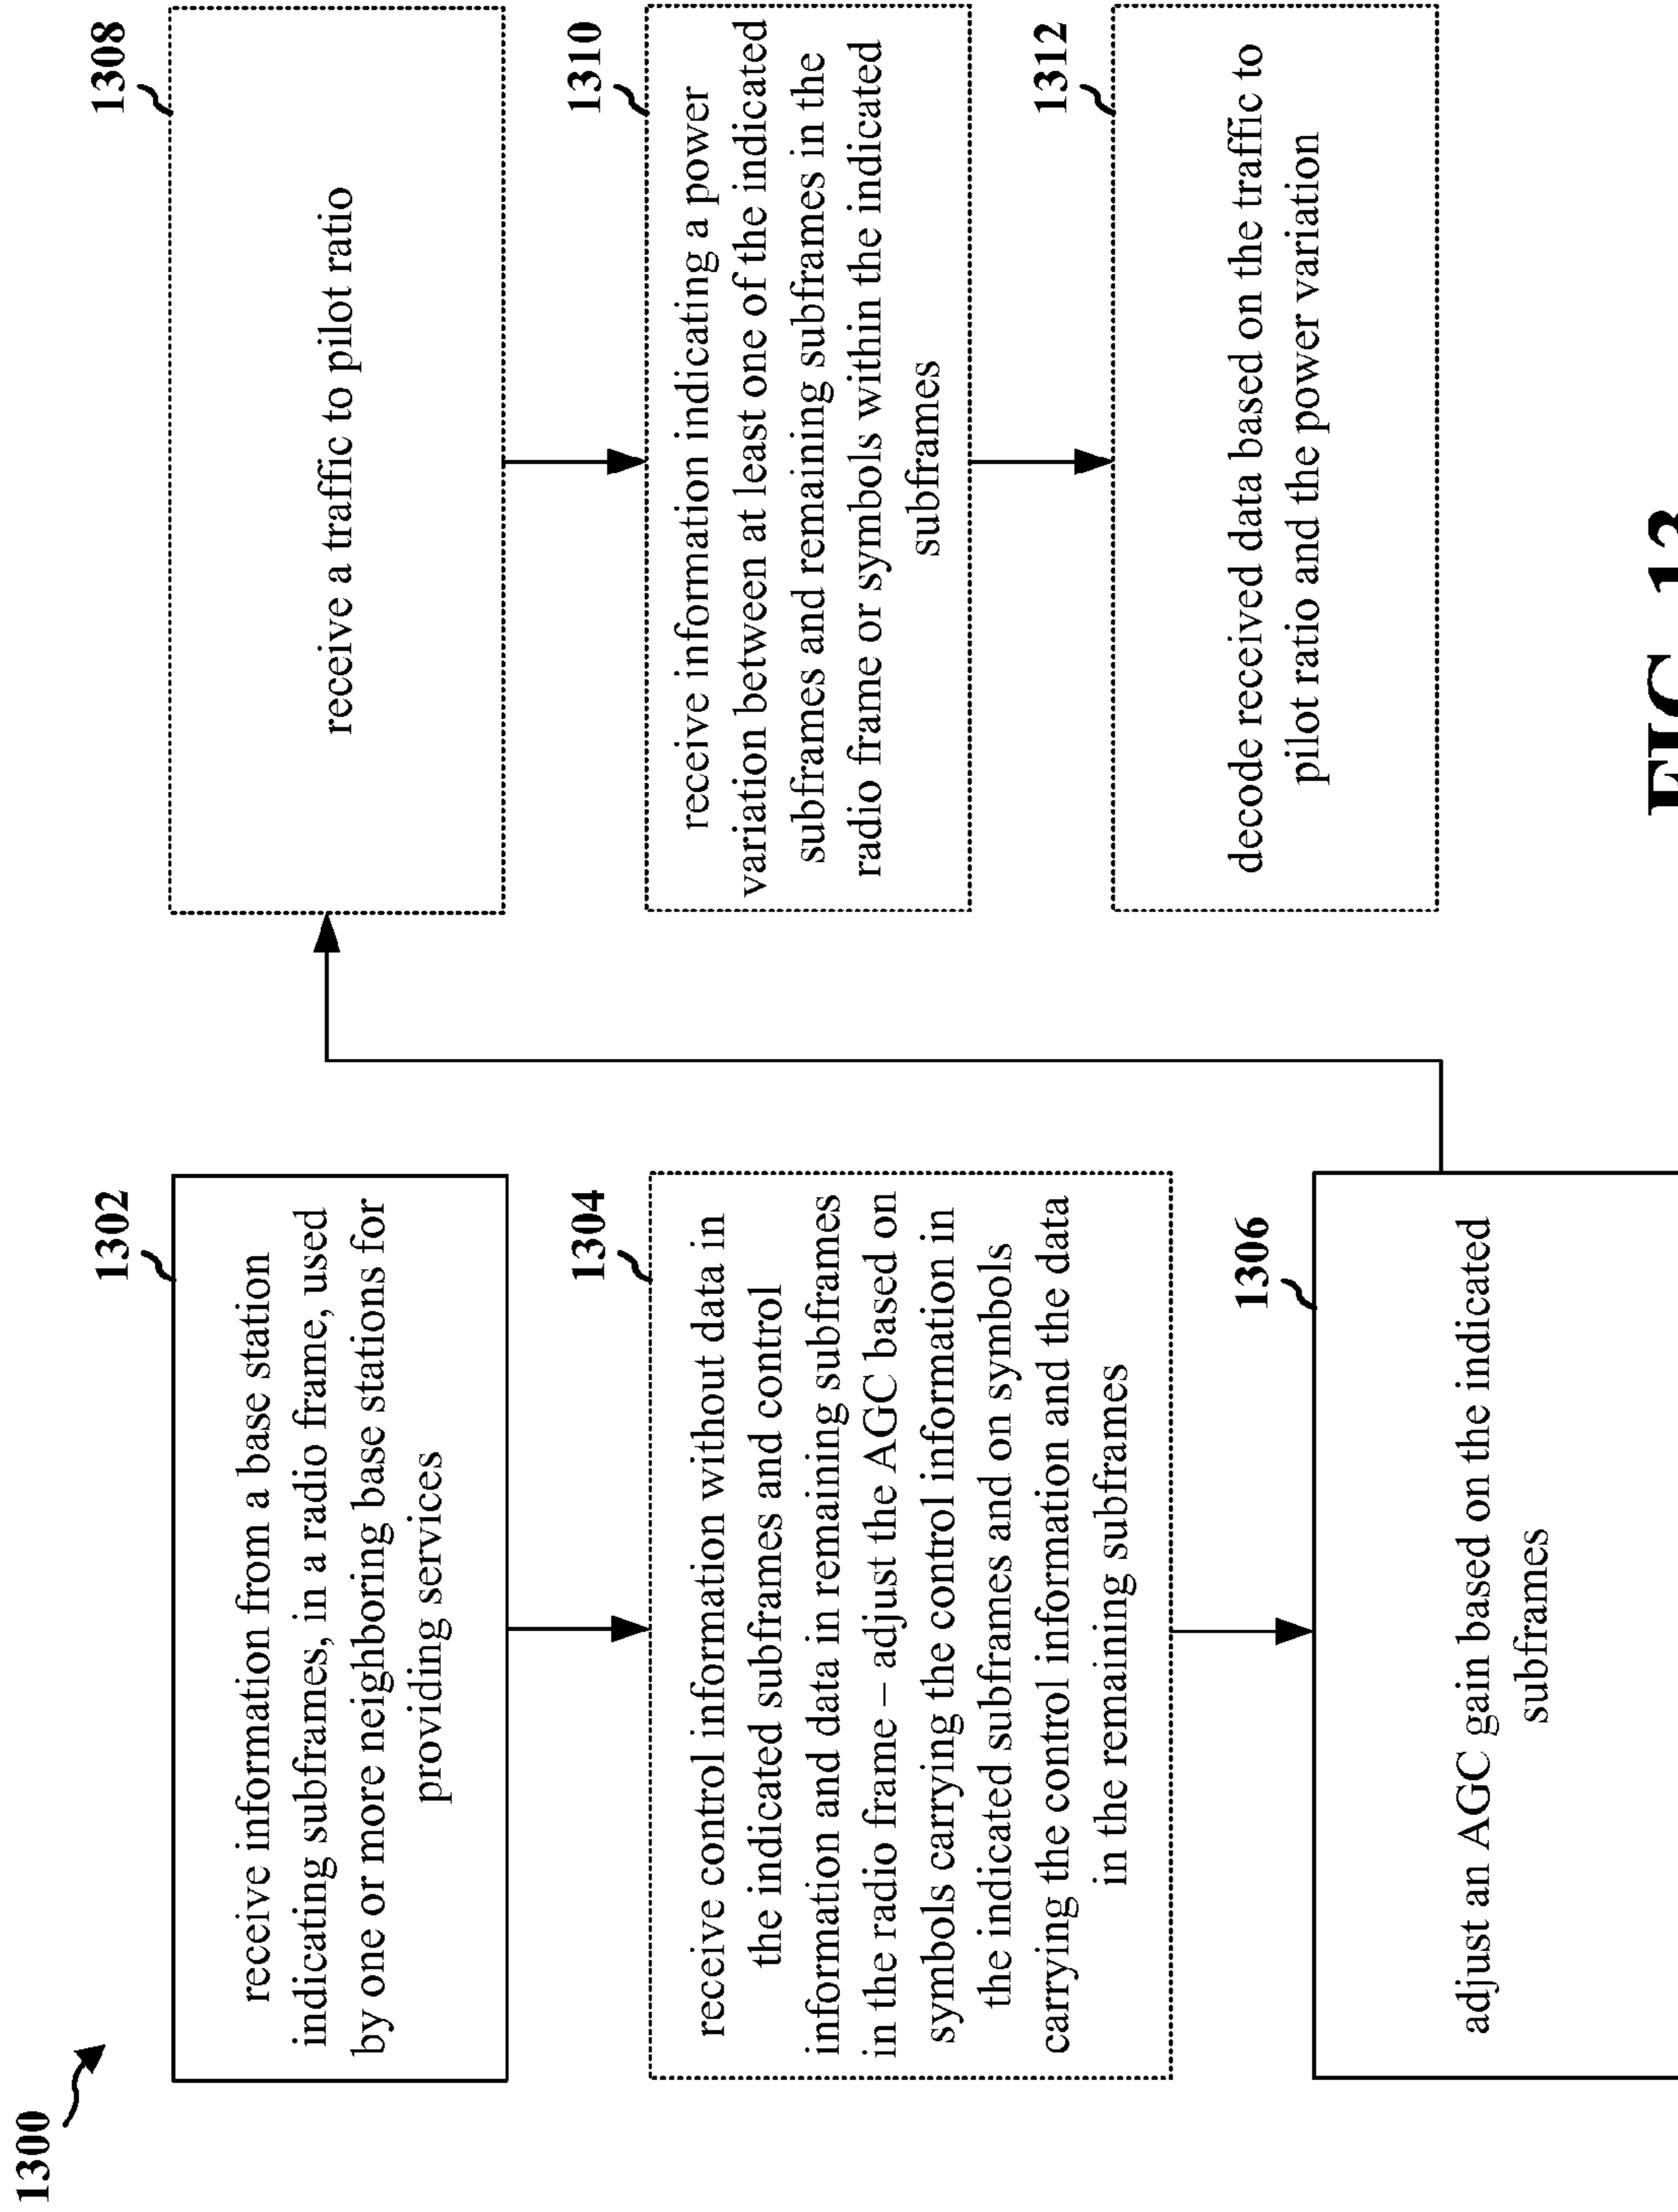 1300
1302
receive information from a base station
indicating subframes, in a radio frame, used
by one or more neighboring base stations for
providing services
1304
receive control information without data in
the indicated subframes and control
information and data in remaining subframes
in the radio frame – adjust the AGC based on
symbols carrying the control information in
the indicated subframes and on symbols
carrying the control information and the data
in the remaining subframes
1306
adjust an AGC gain based on the indicated
subframes
1308
receive a traffic to pilot ratio
1310
receive information indicating a power
variation between at least one of the indicated
subframes and remaining subframes in the
radio frame or symbols within the indicated
subframes
1312
decode received data based on the traffic to
pilot ratio and the power variation
FIG. 13